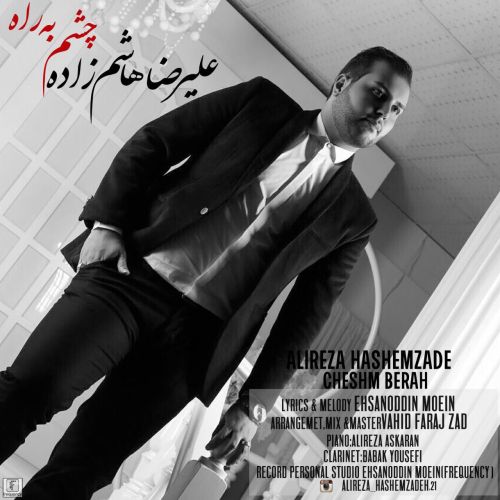 چشم به راه
علیرضا هاشم زاده
ALIREZA HASHEMZADE
CHESHM BERAH
LYRICS & MELODY EHSANODDIN MOEIN
ARRANGEMET.MIX &MASTER VAHID FARAJ ZAD
PIANO:ALIREZA ASKARAN
CLARINET:BABAK YOUSEFI
RECORD PERSONAL STUDIO EHSANODDIN MOEIN(FREQUENCY)
ALIREZA_HASHEMZADEH.21